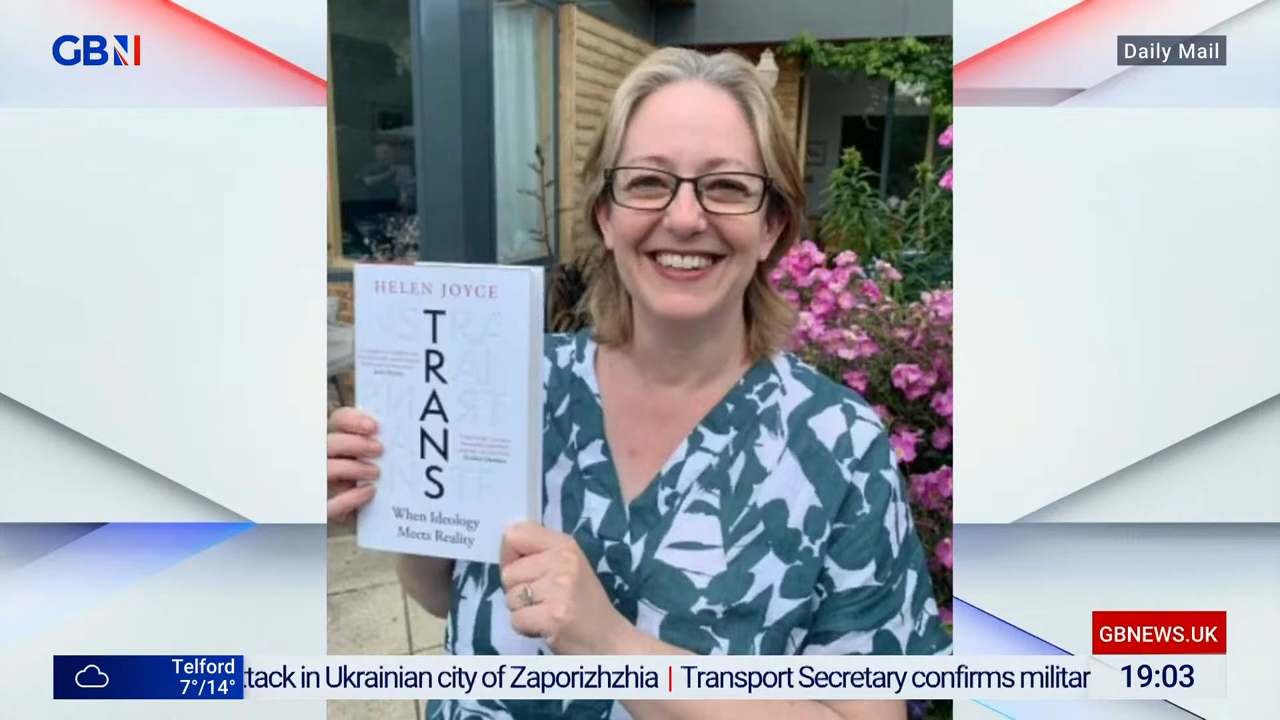 GBN
Daily Mail
HELEN JOYCE
TRANS
When Ideology
Meets Reality
GBNEWS.UK
Telford
7°/14°
ttack in Ukrainian city of Zaporizhzhia | Transport Secretary confirms militar
19:03